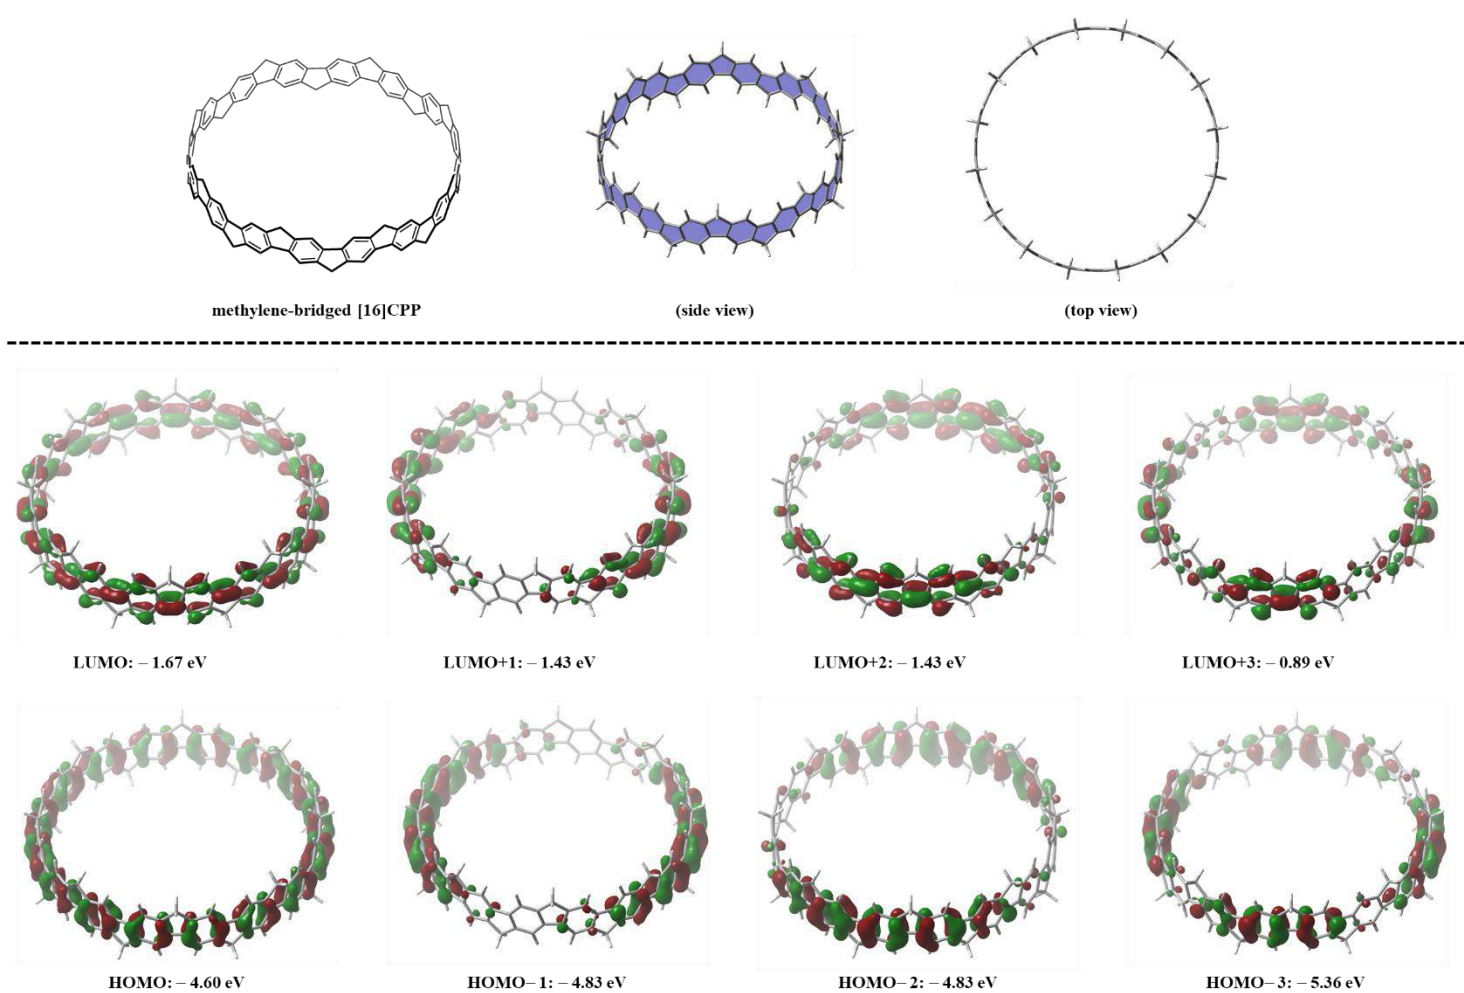 methylene-bridged [16]CPP
(side view)
(top view)
LUMO: – 1.67 eV
LUMO+1: – 1.43 eV
LUMO+2: – 1.43 eV
LUMO+3: – 0.89 eV
HOMO: – 4.60 eV
HOMO– 1: – 4.83 eV
HOMO– 2: – 4.83 eV
HOMO– 3: – 5.36 eV